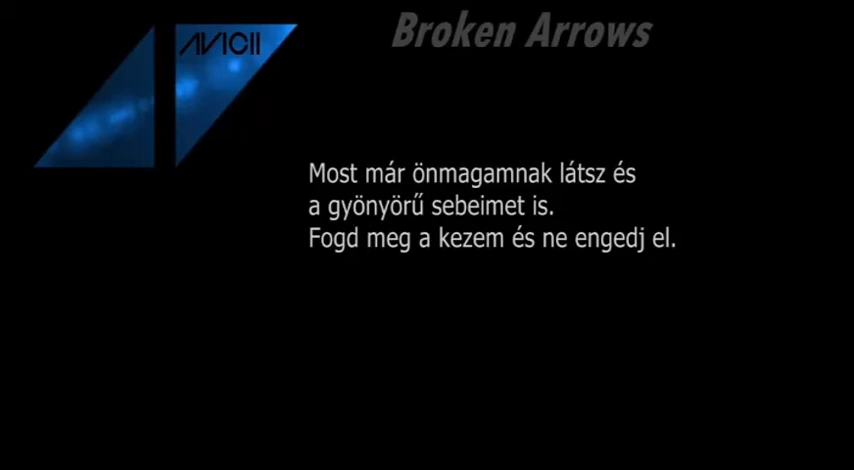 AVICII
Broken Arrows
Most már önmagamnak látsz és
a gyönyörű sebeimet is.
Fogd meg a kezem és ne engedj el.